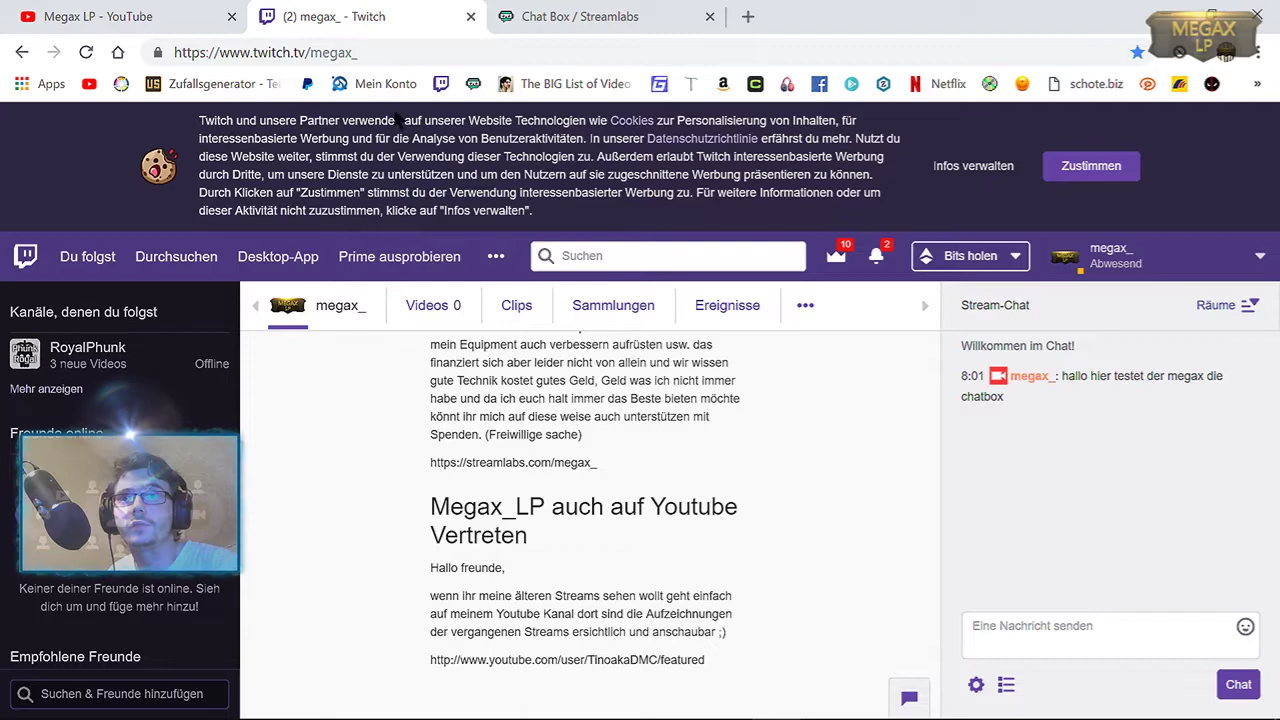 Megax LP - YouTube
(2) megax_ - Twitch
Chat Box / Streamlabs
MEGAX
LP
https://www.twitch.tv/megax_
Apps
Zufallsgenerator - Tei
Mein Konto
The BIG List of Video
Netflix
schote.biz
Twitch und unsere Partner verwenden auf unserer Website Technologien wie Cookies zur Personalisierung von Inhalten, für
interessenbasierte Werbung und für die Analyse von Benutzeraktivitäten. In unserer Datenschutzrichtlinie erfährst du mehr. Nutzt du
diese Website weiter, stimmst du der Verwendung dieser Technologien zu. Außerdem erlaubt Twitch interessenbasierte Werbung
durch Dritte, um unsere Dienste zu unterstützen und um den Nutzern auf sie zugeschnittene Werbung präsentieren zu können.
Durch Klicken auf "Zustimmen" stimmst du der Verwendung interessenbasierter Werbung zu. Für weitere Informationen oder um
dieser Aktivität nicht zuzustimmen, klicke auf "Infos verwalten".
Infos verwalten
Zustimmen
Du folgst
Durchsuchen
Desktop-App
Prime ausprobieren
Suchen
10
2
Bits holen
megax_
Abwesend
Kanäle, denen du folgst
RoyalPhunk
3 neue Videos
Offline
Mehr anzeigen
Freunde online
Keiner deiner Freunde ist online. Sieh
dich um und füge mehr hinzu!
Empfohlene Freunde
Suchen & Freunde hinzufügen
megax_
Videos 0
Clips
Sammlungen
Ereignisse
mein Equipment auch verbessern aufrüsten usw. das
finanziert sich aber leider nicht von allein und wir wissen
gute Technik kostet gutes Geld, Geld was ich nicht immer
habe und da ich euch halt immer das Beste bieten möchte
könnt ihr mich auf diese weise auch unterstützen mit
Spenden. (Freiwillige sache)
https://streamlabs.com/megax_
Megax_LP auch auf Youtube
Vertreten
Hallo freunde,
wenn ihr meine älteren Streams sehen wollt geht einfach
auf meinem Youtube Kanal dort sind die Aufzeichnungen
der vergangenen Streams ersichtlich und anschaubar ;)
http://www.youtube.com/user/TinoakaDMC/featured
Stream-Chat
Räume
Willkommen im Chat!
8:01 megax_: hallo hier testet der megax die
chatbox
Eine Nachricht senden
Chat